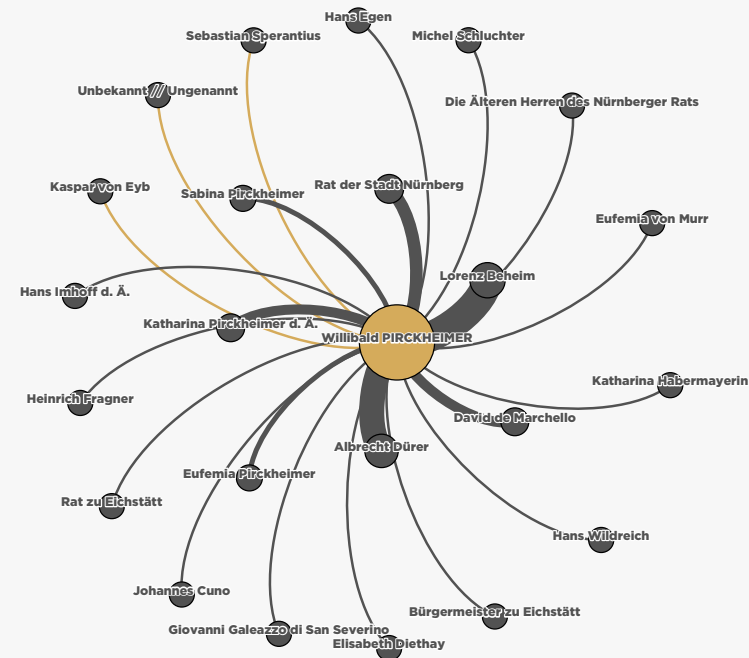 Hans Egen
Sebastian Sperantius
Michel Schluchter
Unbekannt // Ungenannt
Die Älteren Herren des Nürnberger Rats
Kaspar von Eyb
Sabina Pirckheimer
Rat der Stadt Nürnberg
Eufemia von Murr
Lorenz Beheim
Hans Imhoff d. Ä.
Katharina Pirckheimer d. Ä.
Willibald PIRCKHEIMER
Katharina Habermayerin
Heinrich Fragner
David de Marchello
Albrecht Dürer
Eufemia Pirckheimer
Rat zu Eichstätt
Hans Wildreich
Johannes Cuno
Bürgermeister zu Eichstätt
Giovanni Galeazzo di San Severino
Elisabeth Diethay